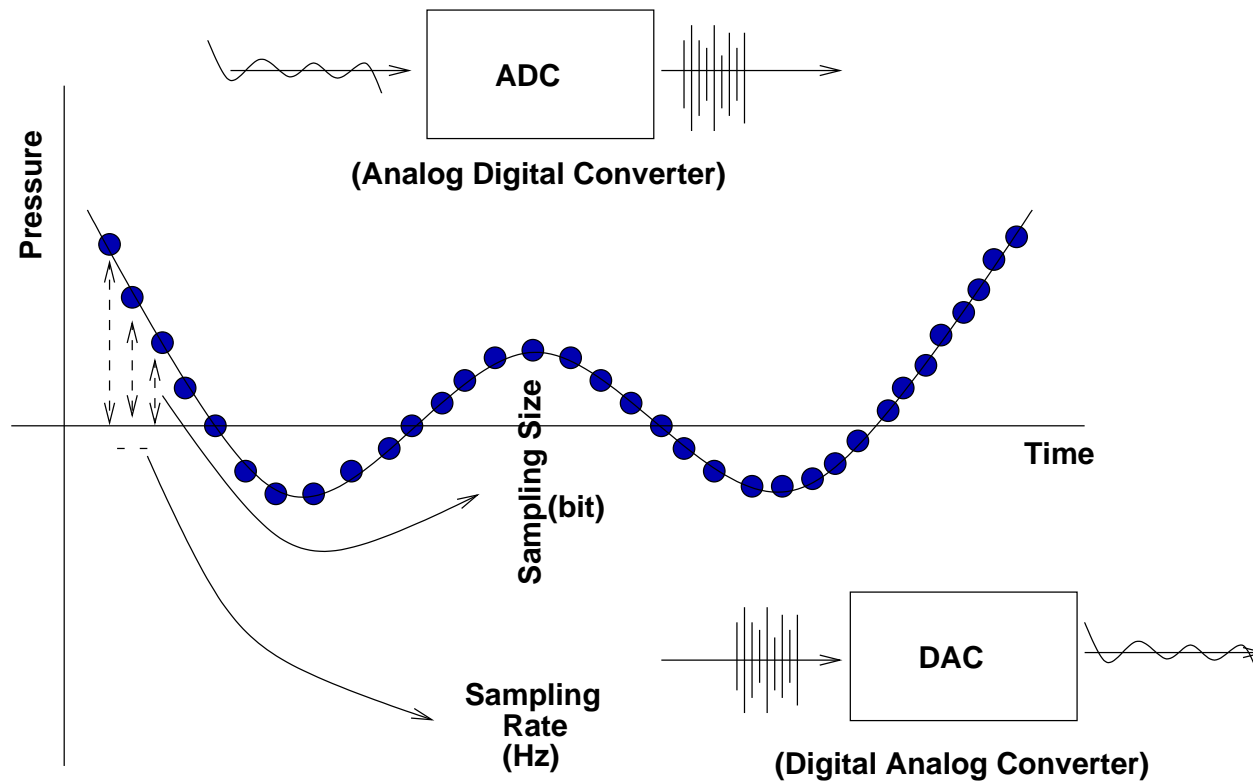 ADC
(Analog Digital Converter)
Pressure
Time
Sampling Size
(bit)
Sampling
Rate
(Hz)
DAC
(Digital Analog Converter)